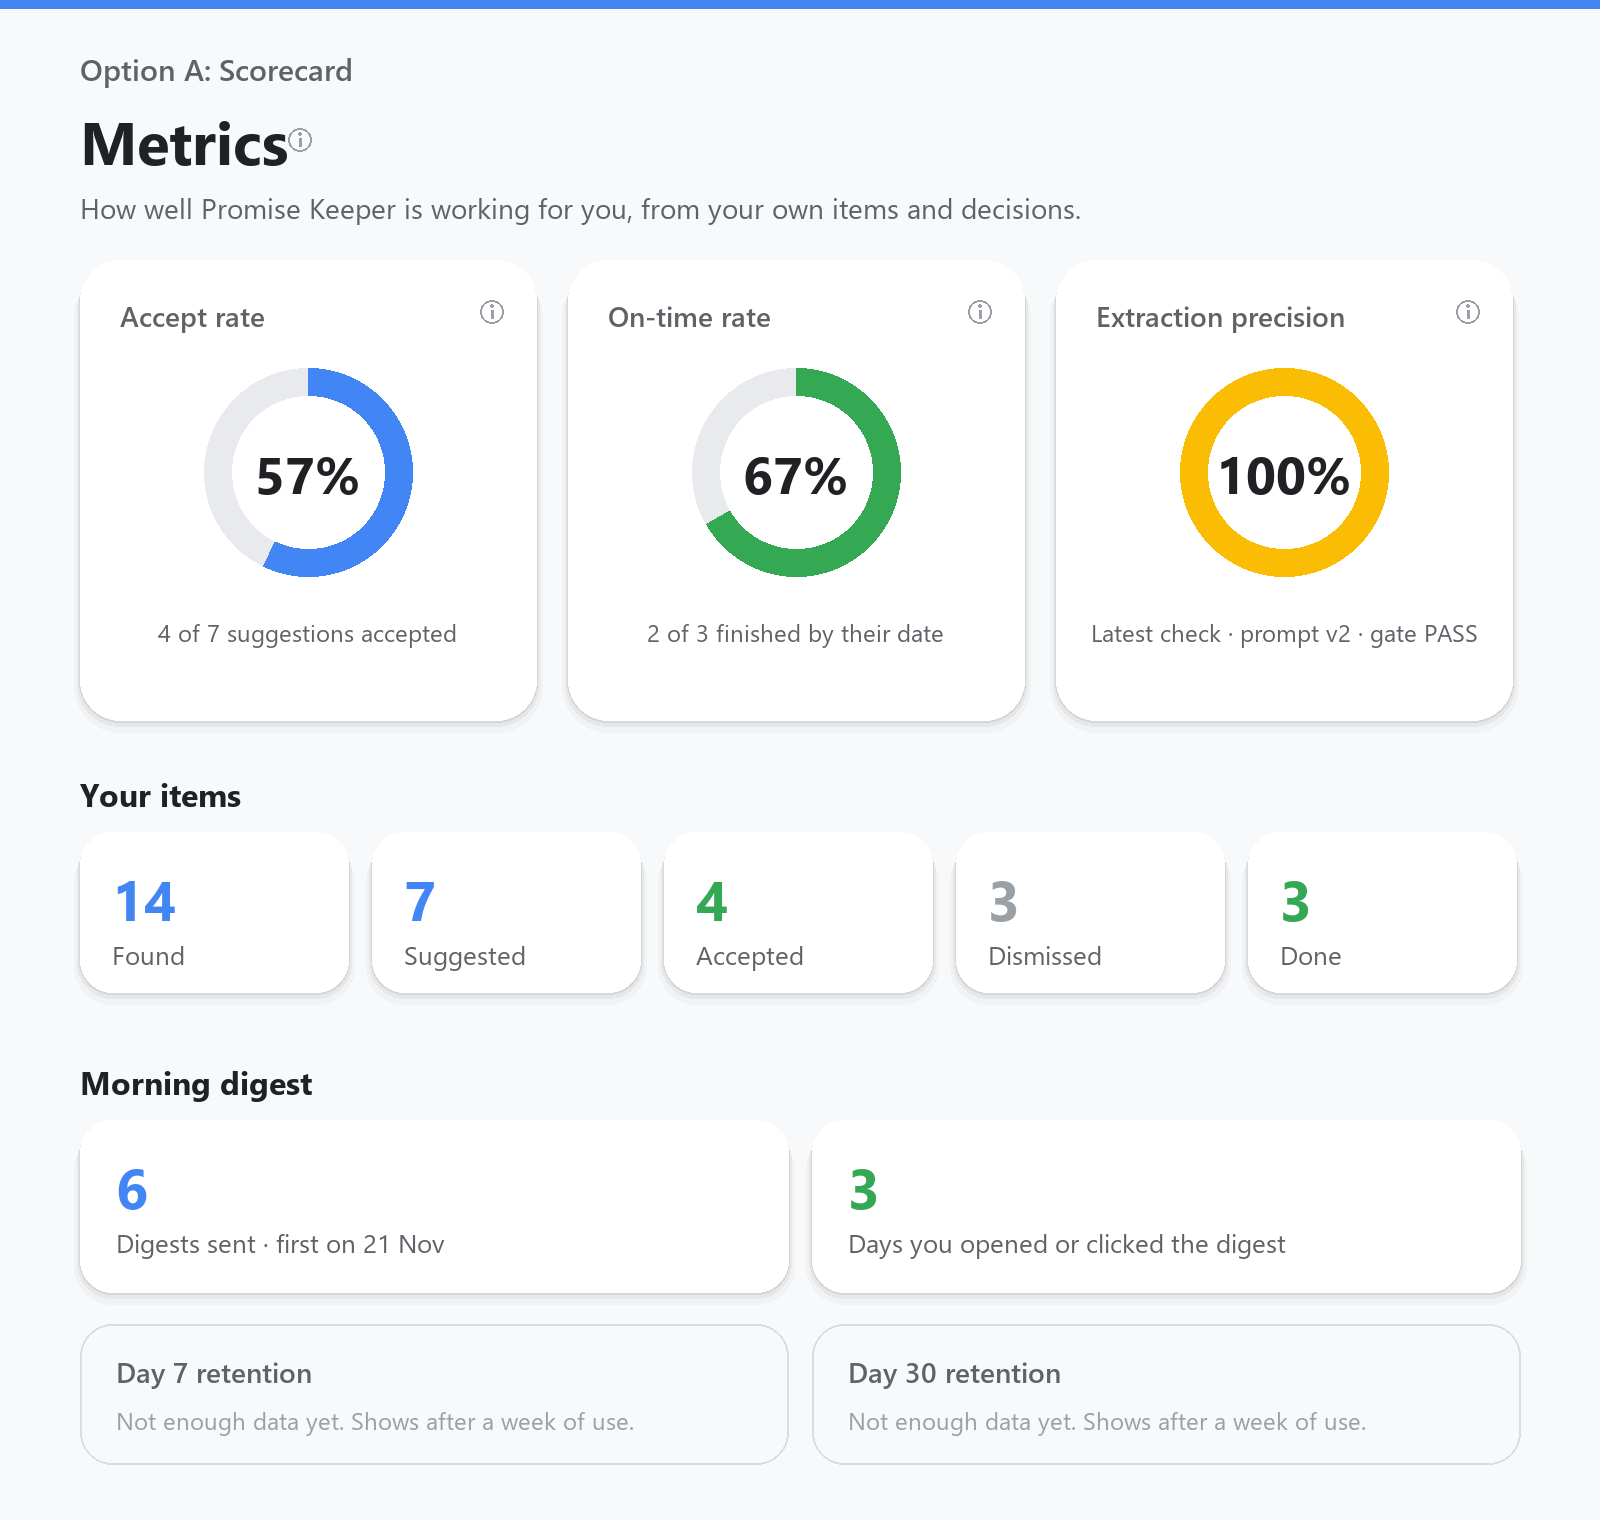 Option A: Scorecard
Metrics
How well Promise Keeper is working for you, from your own items and decisions.
Accept rate
57%
4 of 7 suggestions accepted
On-time rate
67%
2 of 3 finished by their date
Extraction precision
100%
Latest check · prompt v2 · gate PASS
Your items
14
Found
7
Suggested
4
Accepted
3
Dismissed
3
Done
Morning digest
6
Digests sent · first on 21 Nov
3
Days you opened or clicked the digest
Day 7 retention
Not enough data yet. Shows after a week of use.
Day 30 retention
Not enough data yet. Shows after a week of use.